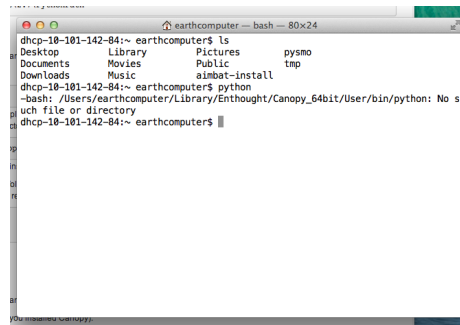 earthcomputer — bash — 80×24
dhcp-10-101-142-84:~ earthcomputer$ ls
Desktop Library Pictures pysmo
Documents Movies Public tmp
Downloads Music aimbat-install
dhcp-10-101-142-84:~ earthcomputer$ python
-bash: /Users/earthcomputer/Library/Enthought/Canopy_64bit/User/bin/python: No s
uch file or directory
dhcp-10-101-142-84:~ earthcomputer$
you installed Canopy).